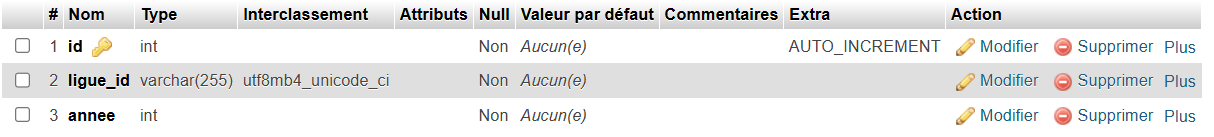 # Nom Type Interclassement Attributs Null Valeur par défaut Commentaires Extra Action
1 id int Non Aucun(e) AUTO_INCREMENT Modifier Supprimer Plus
2 ligue_id varchar(255) utf8mb4_unicode_ci Non Aucun(e) Modifier Supprimer Plus
3 annee int Non Aucun(e) Modifier Supprimer Plus